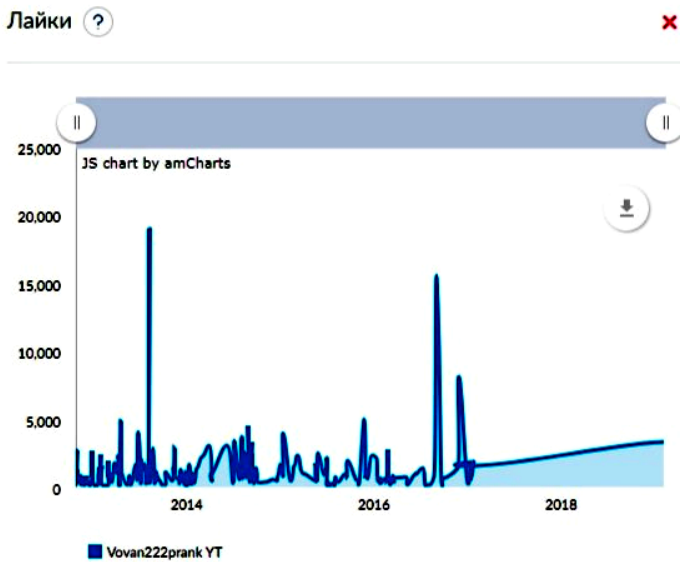 Лайки ?
25,000
JS chart by amCharts
20,000
15,000
10,000
5,000
0
2014 2016 2018
Vovan222prank YT